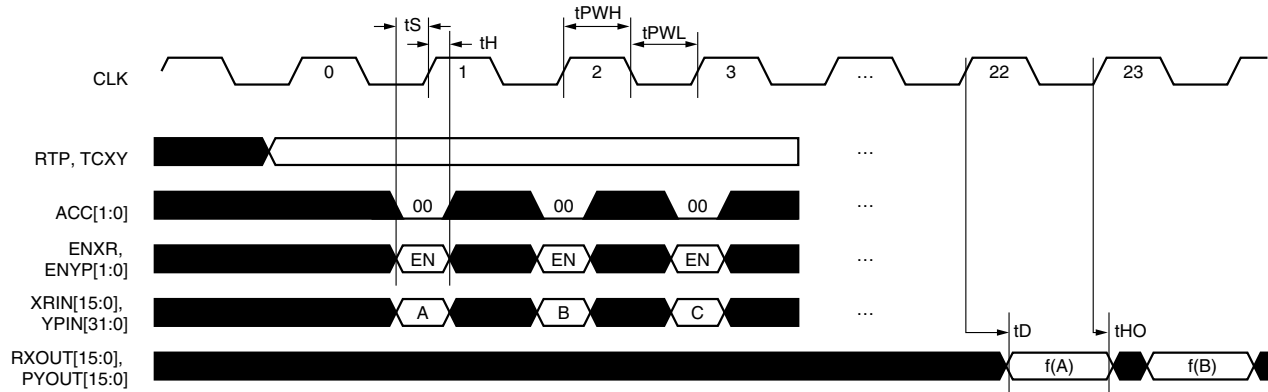 tS
tH
tPWH
tPWL
CLK
0
1
2
3
...
22
23
RTP, TCXY
...
ACC[1:0]
00
00
00
...
ENXR,
ENYP[1:0]
EN
EN
EN
...
XRIN[15:0],
YPIN[31:0]
A
B
C
...
tD
tHO
RXOUT[15:0],
PYOUT[15:0]
f(A)
f(B)